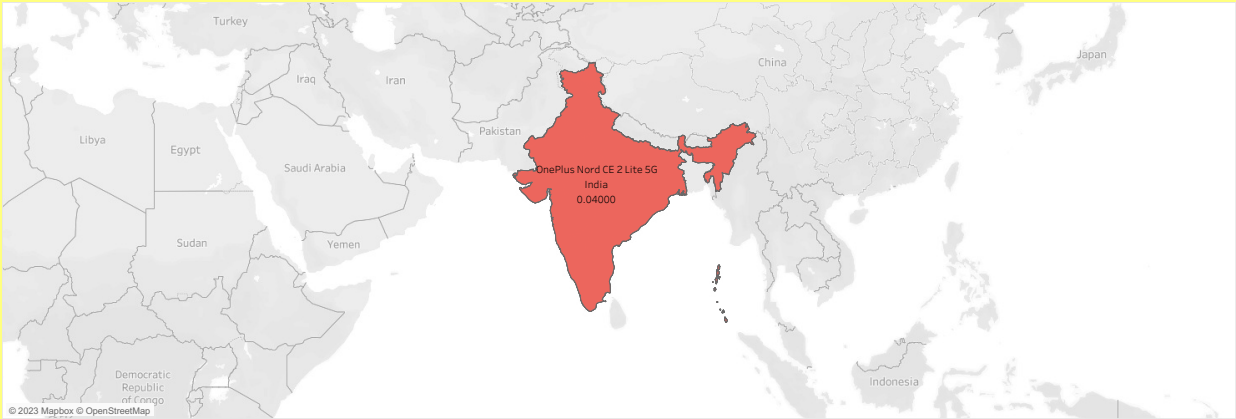 Turkey
China
Japan
Iraq
Iran
Pakistan
Libya
Egypt
Saudi Arabia
OnePlus Nord CE 2 Lite 5G
India
0.04000
Sudan
Yemen
Democratic
Republic
of Congo
Indonesia
© 2023 Mapbox © OpenStreetMap